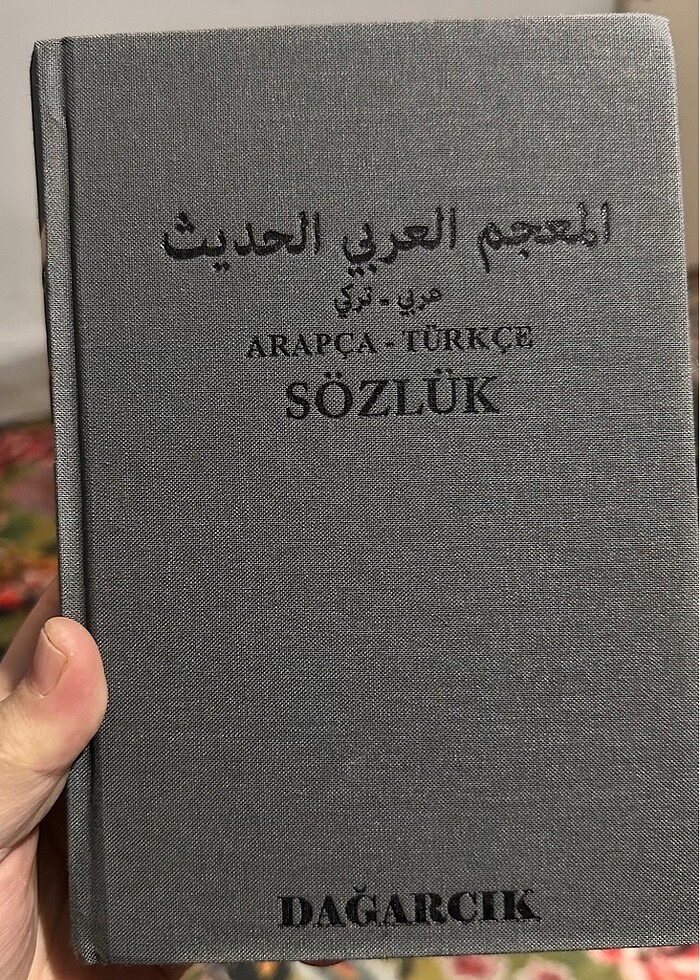 المعجم العربي الحديث
عربي - تركي
ARAPÇA - TÜRKÇE
SÖZLÜK
DAĞARCIK